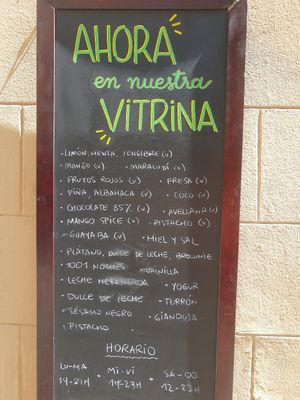 AHORA
en nuestra
VITRINA
· LIMÓN, MENTA, JENGIBRE (V)
· MANGO (V) · MARACUYÁ (V)
· FRUTOS ROJOS (V) · FRESA (V)
· PIÑA, ALBAHACA (V) · COCO (V)
· CHOCOLATE 85% (V) · AVELLANA (V)
· MANGO SPICE (V) · PISTACHO (V)
· GUAYABA (V) · MIEL Y SAL
· PLÁTANO, DULCE DE LECHE, BROWNIE
· 1001 NOCHES · VAINILLA
· LECHE MERENGADA · YOGUR
· DULCE DE LECHE · TURRÓN
· SÉSAMO NEGRO · GIANDUJA
· PISTACHO
HORARIO
LU-MA · MI-VI · SA-DO
14-21H 14-23H 12-23H